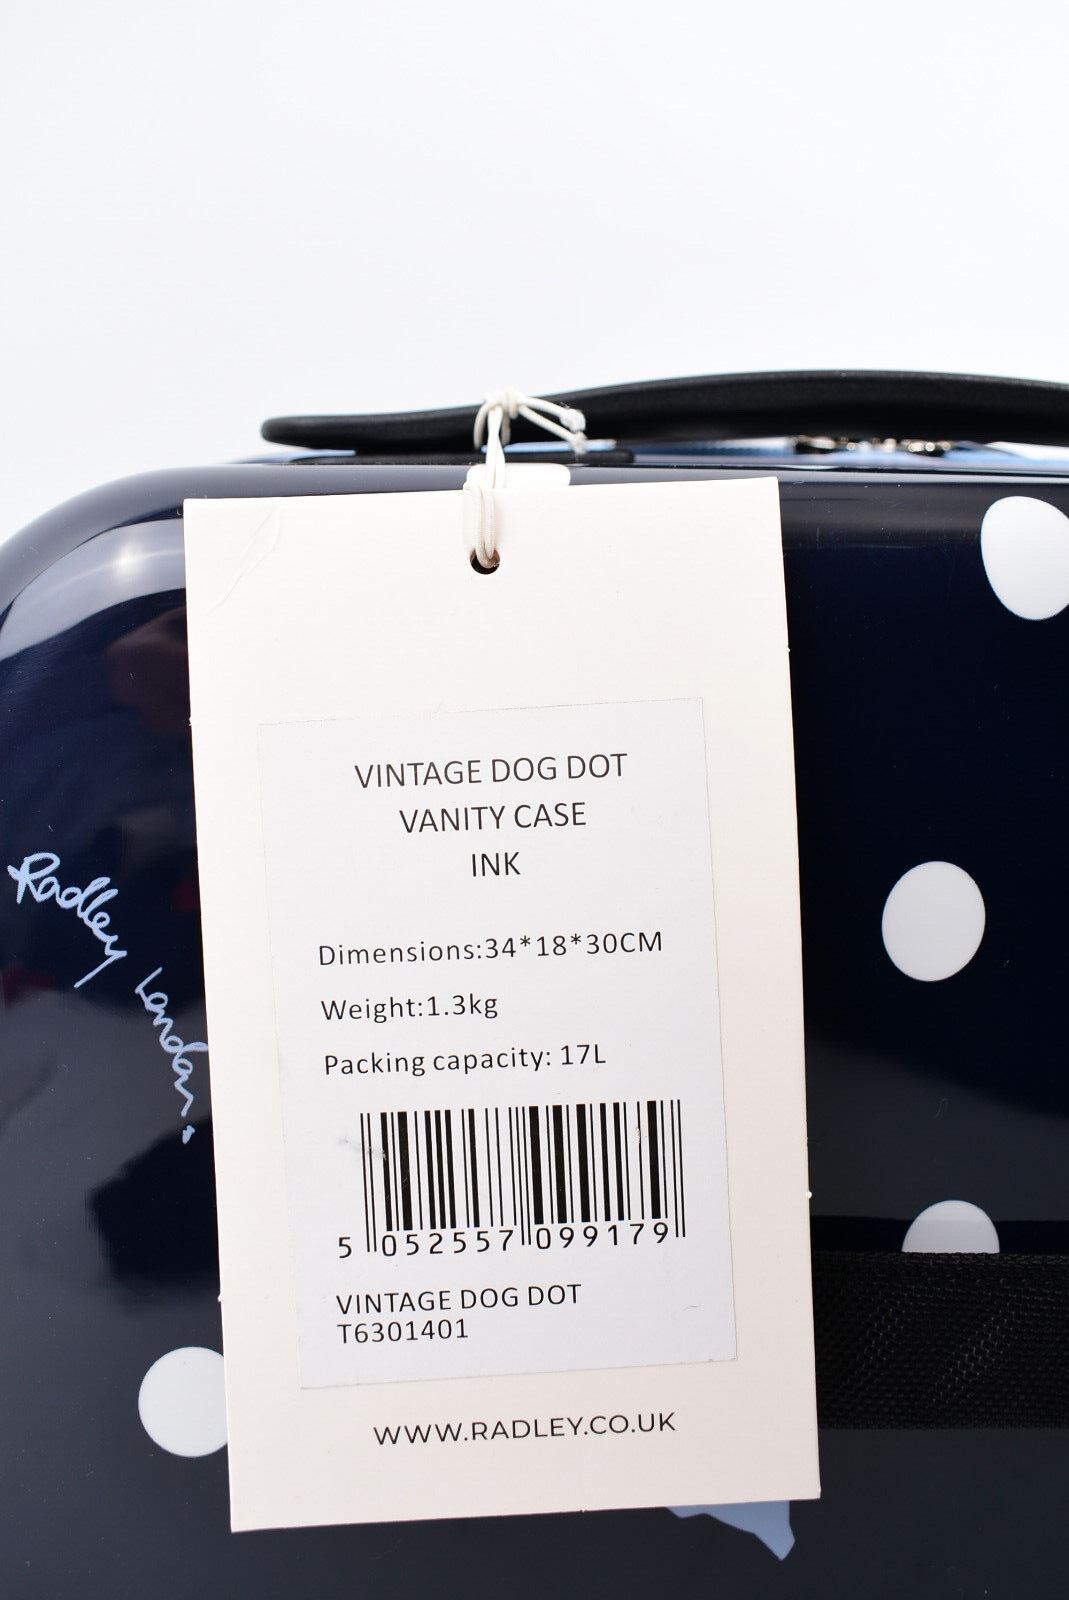 VINTAGE DOG DOT
VANITY CASE
INK
Dimensions:34*18*30CM
Weight:1.3kg
Packing capacity: 17L
5 052557 099179
VINTAGE DOG DOT
T6301401
WWW.RADLEY.CO.UK
Radley
London.